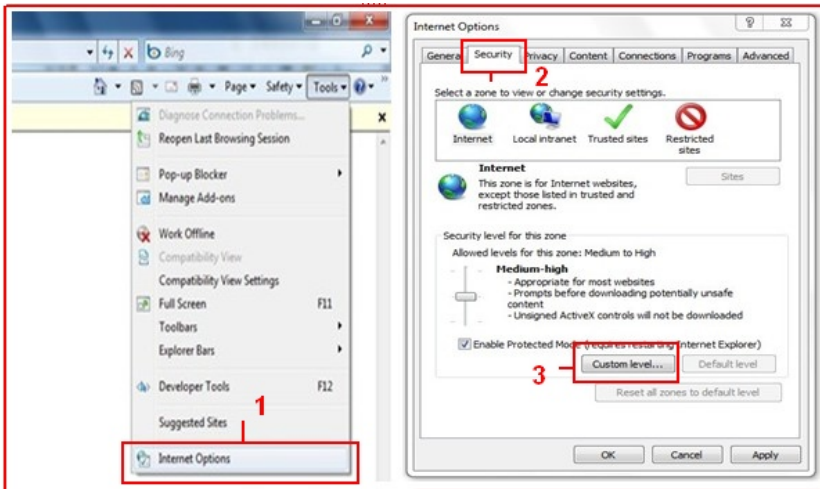 Bing
Page
Safety
Tools
Diagnose Connection Problems...
Reopen Last Browsing Session
Pop-up Blocker
Manage Add-ons
Work Offline
Compatibility View
Compatibility View Settings
Full Screen F11
Toolbars
Explorer Bars
Developer Tools F12
1
Suggested Sites
Internet Options
Internet Options
General Security Privacy Content Connections Programs Advanced
2
Select a zone to view or change security settings.
Internet Local intranet Trusted sites Restricted
sites
Internet
Sites
This zone is for Internet websites,
except those listed in trusted and
restricted zones.
Security level for this zone
Allowed levels for this zone: Medium to High
Medium-high
- Appropriate for most websites
- Prompts before downloading potentially unsafe
content
- Unsigned ActiveX controls will not be downloaded
Enable Protected Mode (requires restarting Internet Explorer)
3
Custom level... Default level
Reset all zones to default level
OK Cancel Apply